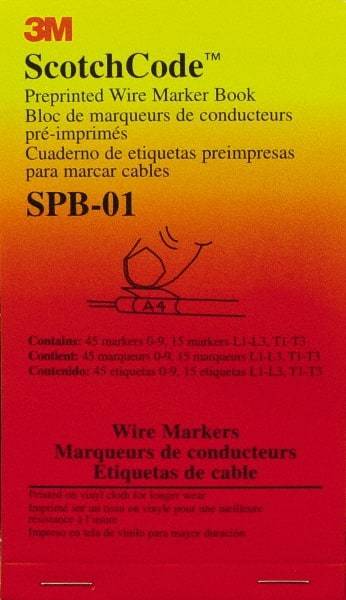 3M
ScotchCode™
Preprinted Wire Marker Book
Bloc de marqueurs de conducteurs
pré-imprimés
Cuaderno de etiquetas preimpresas
para marcar cables
SPB-01
A4
Contains: 45 markers 0-9, 15 markers L1-L3, T1-T3
Contient: 45 marqueurs 0-9, 15 marqueurs L1-L3, T1-T3
Contenido: 45 etiquetas 0-9, 15 etiquetas L1-L3, T1-T3
Wire Markers
Marqueurs de conducteurs
Etiquetas de cable
Printed on vinyl cloth for longer wear
Imprimé sur un tissu en vinyle pour une meilleure
résistance à l'usure
Impreso en tela de vinilo para mayor duración